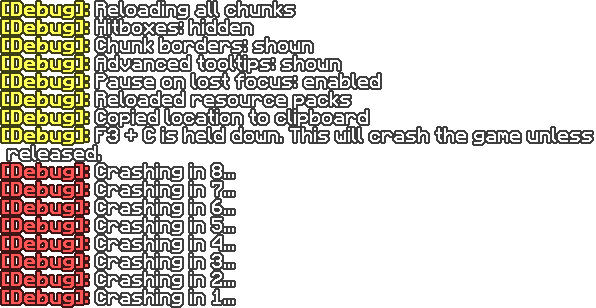 [Debug]: Reloading all chunks
[Debug]: Hitboxes: hidden
[Debug]: Chunk borders: shown
[Debug]: Advanced tooltips: shown
[Debug]: Pause on lost focus: enabled
[Debug]: Reloaded resource packs
[Debug]: Copied location to clipboard
[Debug]: F3 + C is held down. This will crash the game unless
released.
[Debug]: Crashing in 8...
[Debug]: Crashing in 7...
[Debug]: Crashing in 6...
[Debug]: Crashing in 5...
[Debug]: Crashing in 4...
[Debug]: Crashing in 3...
[Debug]: Crashing in 2...
[Debug]: Crashing in 1...